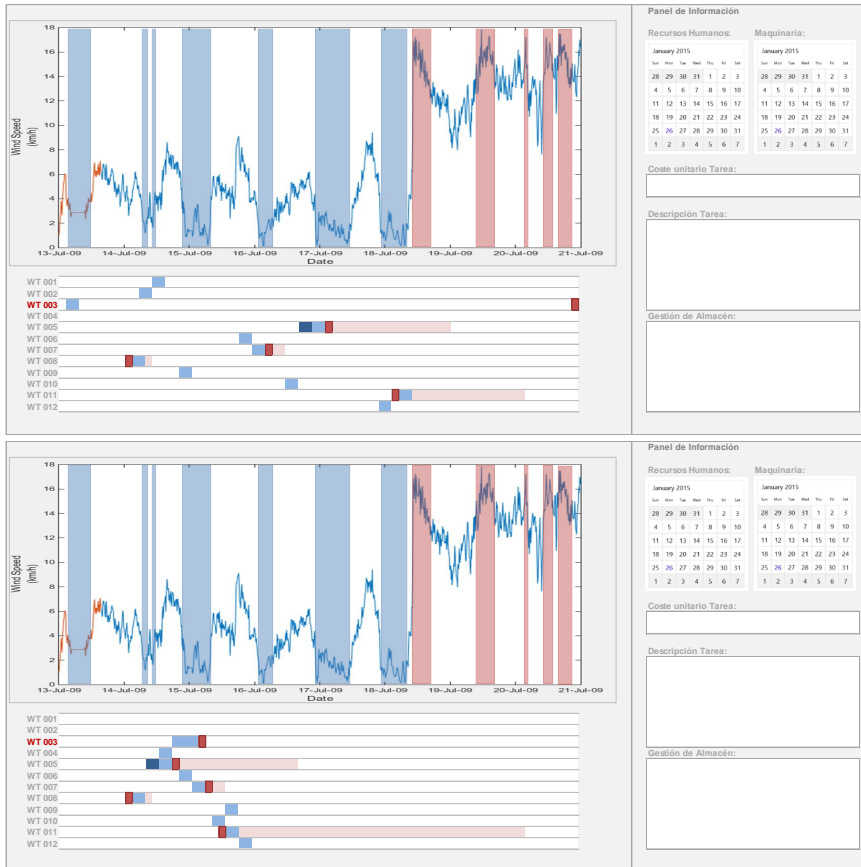 Panel de Información
Recursos Humanos: Maquinaria:
January 2015 January 2015
Sun Mon Tue Wed Thu Fri Sat Sun Mon Tue Wed Thu Fri Sat
28 29 30 31 1 2 3 28 29 30 31 1 2 3
4 5 6 7 8 9 10 4 5 6 7 8 9 10
11 12 13 14 15 16 17 11 12 13 14 15 16 17
18 19 20 21 22 23 24 18 19 20 21 22 23 24
25 26 27 28 29 30 31 25 26 27 28 29 30 31
1 2 3 4 5 6 7 1 2 3 4 5 6 7
Coste unitario Tarea:
Descripción Tarea:
Gestión de Almacén:
18
16
14
12
10
8
6
4
2
0
Wind Speed
(km/h)
13-Jul-09 14-Jul-09 15-Jul-09 16-Jul-09 17-Jul-09 18-Jul-09 19-Jul-09 20-Jul-09 21-Jul-09
Date
WT 001
WT 002
WT 003
WT 004
WT 005
WT 006
WT 007
WT 008
WT 009
WT 010
WT 011
WT 012
Panel de Información
Recursos Humanos: Maquinaria:
January 2015 January 2015
Sun Mon Tue Wed Thu Fri Sat Sun Mon Tue Wed Thu Fri Sat
28 29 30 31 1 2 3 28 29 30 31 1 2 3
4 5 6 7 8 9 10 4 5 6 7 8 9 10
11 12 13 14 15 16 17 11 12 13 14 15 16 17
18 19 20 21 22 23 24 18 19 20 21 22 23 24
25 26 27 28 29 30 31 25 26 27 28 29 30 31
1 2 3 4 5 6 7 1 2 3 4 5 6 7
Coste unitario Tarea:
Descripción Tarea:
Gestión de Almacén:
18
16
14
12
10
8
6
4
2
0
Wind Speed
(km/h)
13-Jul-09 14-Jul-09 15-Jul-09 16-Jul-09 17-Jul-09 18-Jul-09 19-Jul-09 20-Jul-09 21-Jul-09
Date
WT 001
WT 002
WT 003
WT 004
WT 005
WT 006
WT 007
WT 008
WT 009
WT 010
WT 011
WT 012